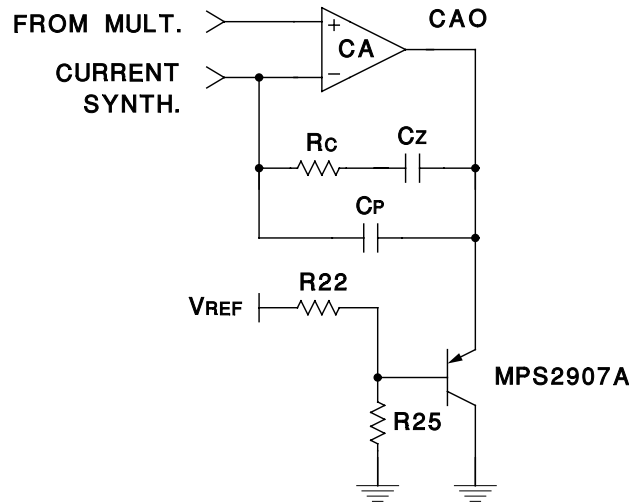 FROM MULT.
CAO
+
CA
−
CURRENT
SYNTH.
RC
CZ
CP
R22
VREF
MPS2907A
R25